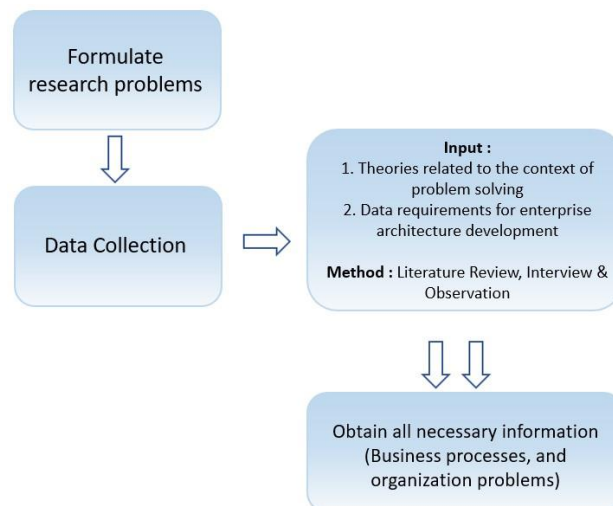 Formulate
research problems
Data Collection
Input :
1. Theories related to the context of
problem solving
2. Data requirements for enterprise
architecture development
Method : Literature Review, Interview &
Observation
Obtain all necessary information
(Business processes, and
organization problems)